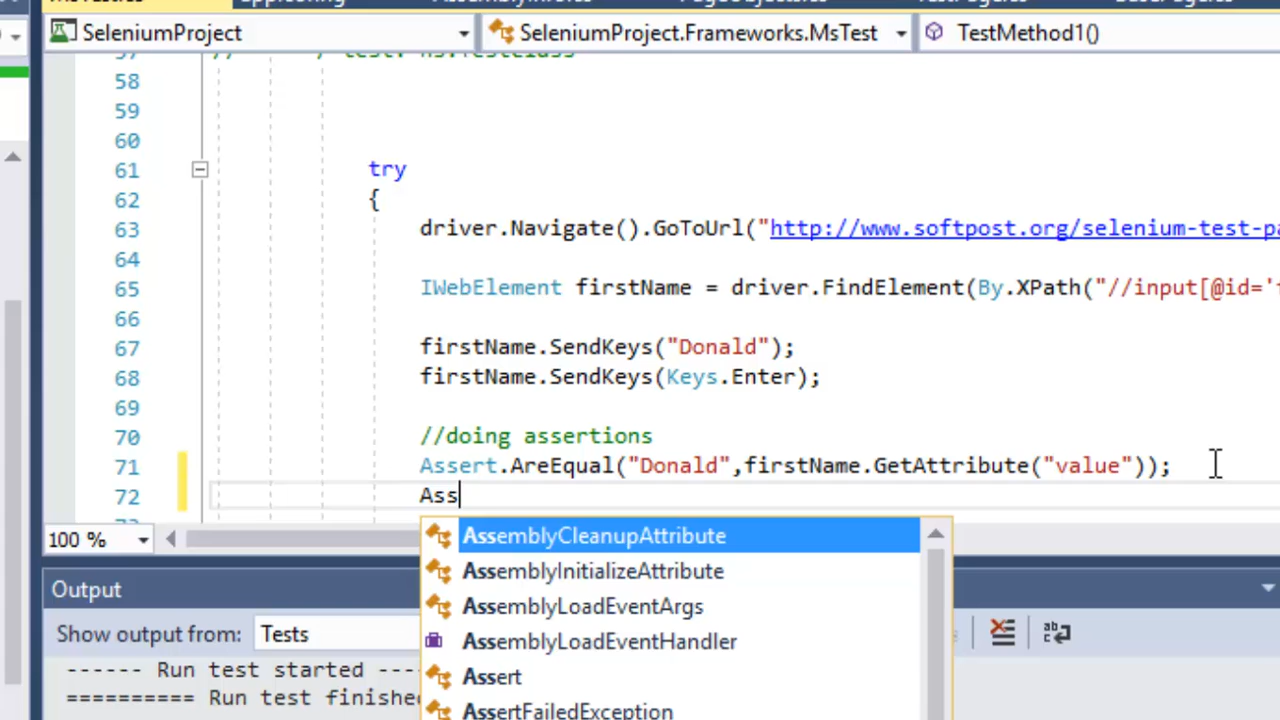 SeleniumProject SeleniumProject.Frameworks.MsTest TestMethod1()
58
59
60
61 try
62 {
63 driver.Navigate().GoToUrl("http://www.softpost.org/selenium-test-pa
64
65 IWebElement firstName = driver.FindElement(By.XPath("//input[@id='f
66
67 firstName.SendKeys("Donald");
68 firstName.SendKeys(Keys.Enter);
69
70 //doing assertions
71 Assert.AreEqual("Donald",firstName.GetAttribute("value"));
72 Ass
100 %
AssemblyCleanupAttribute
AssemblyInitializeAttribute
AssemblyLoadEventArgs
AssemblyLoadEventHandler
Assert
AssertFailedException
Output
Show output from: Tests
------ Run test started ----
========== Run test finished